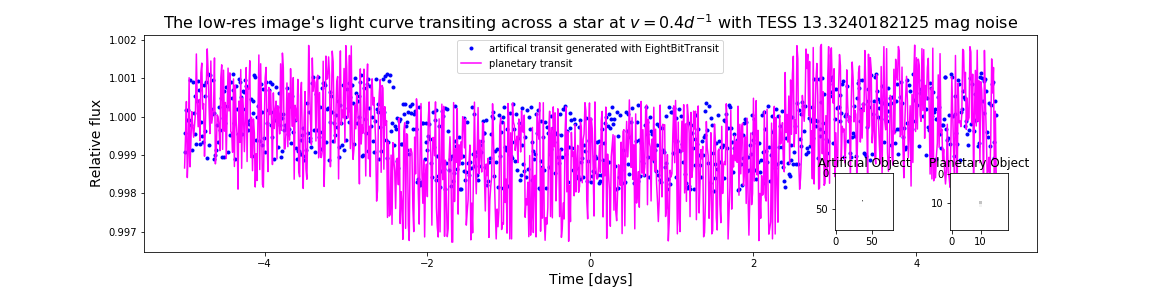 The low-res image's light curve transiting across a star at v = 0.4d⁻¹ with TESS 13.3240182125 mag noise
artifical transit generated with EightBitTransit
planetary transit
Relative flux
1.002
1.001
1.000
0.999
0.998
0.997
Artificial Object
0
50
0 50
Planetary Object
0
10
0 10
−4 −2 0 2 4
Time [days]